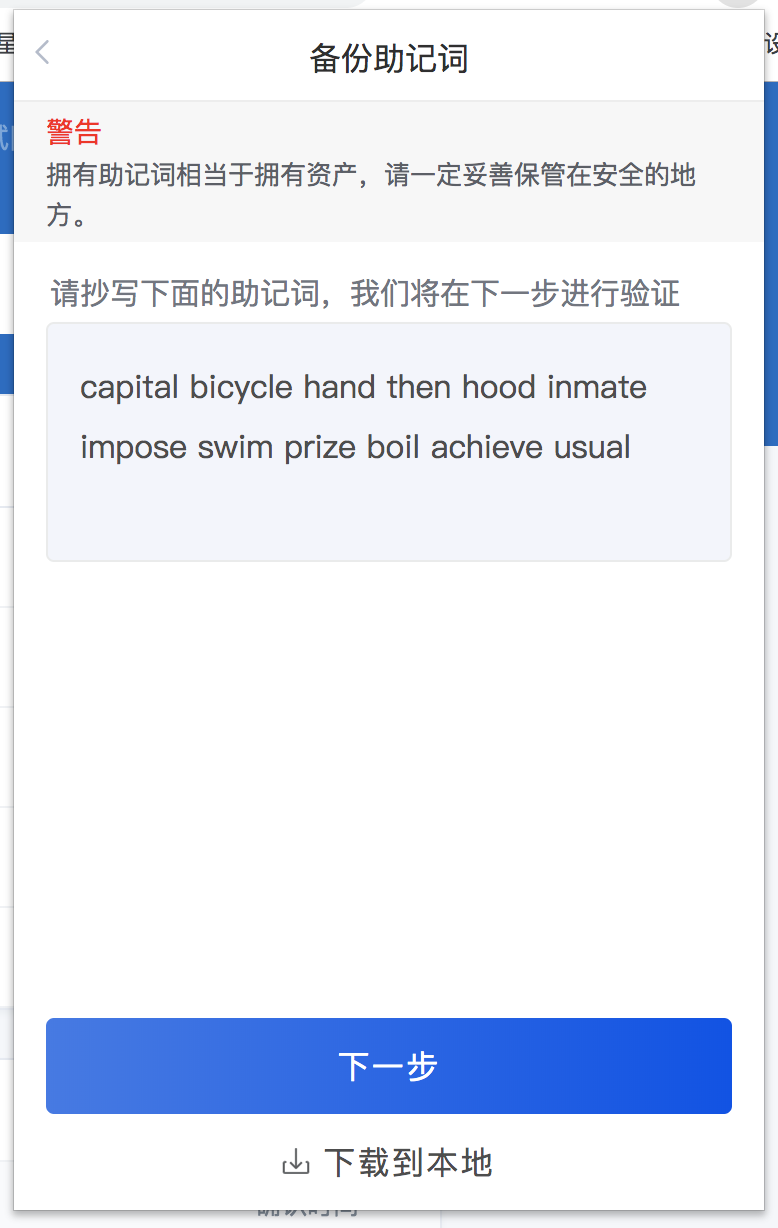 备份助记词
警告
拥有助记词相当于拥有资产，请一定妥善保管在安全的地
方。
请抄写下面的助记词，我们将在下一步进行验证
capital bicycle hand then hood inmate
impose swim prize boil achieve usual
下一步
下载到本地